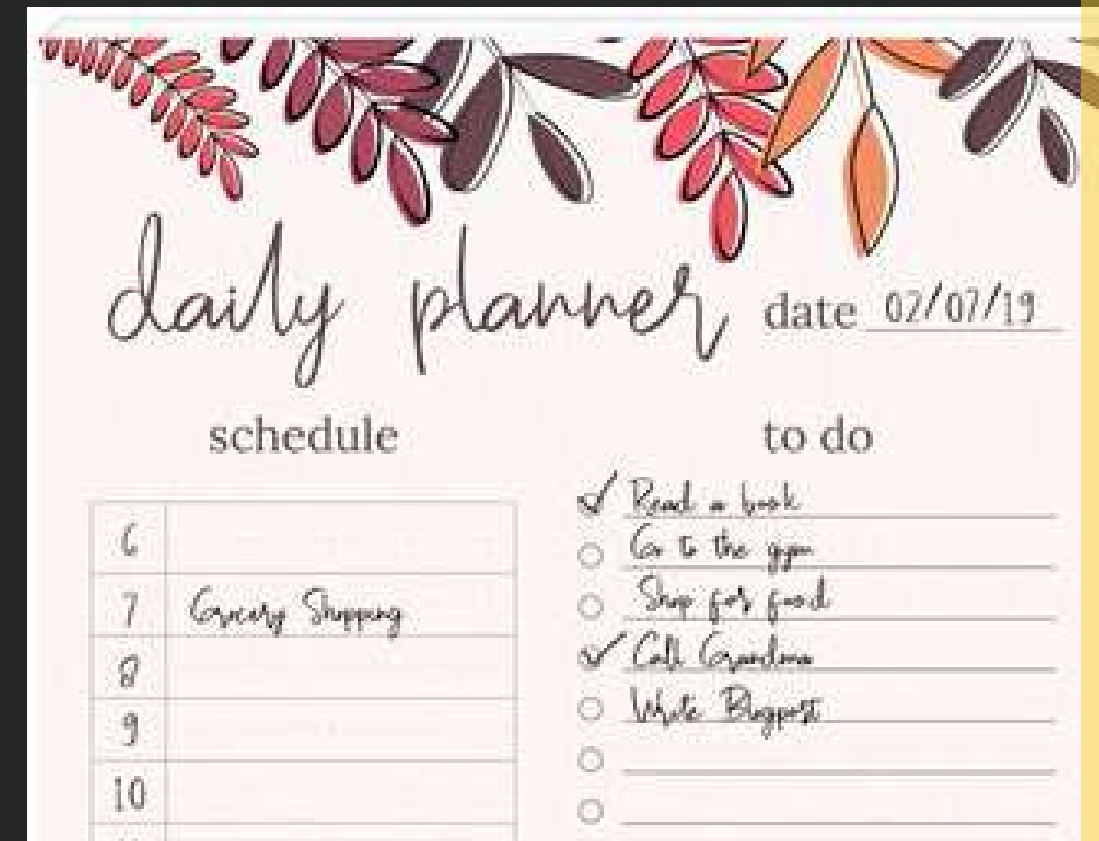 daily planner
date 07/07/19
schedule
to do
6
7 Grocery Shopping
8
9
10
Read a book
Go to the gym
Shop for food
Call Grandma
Write Blogpost